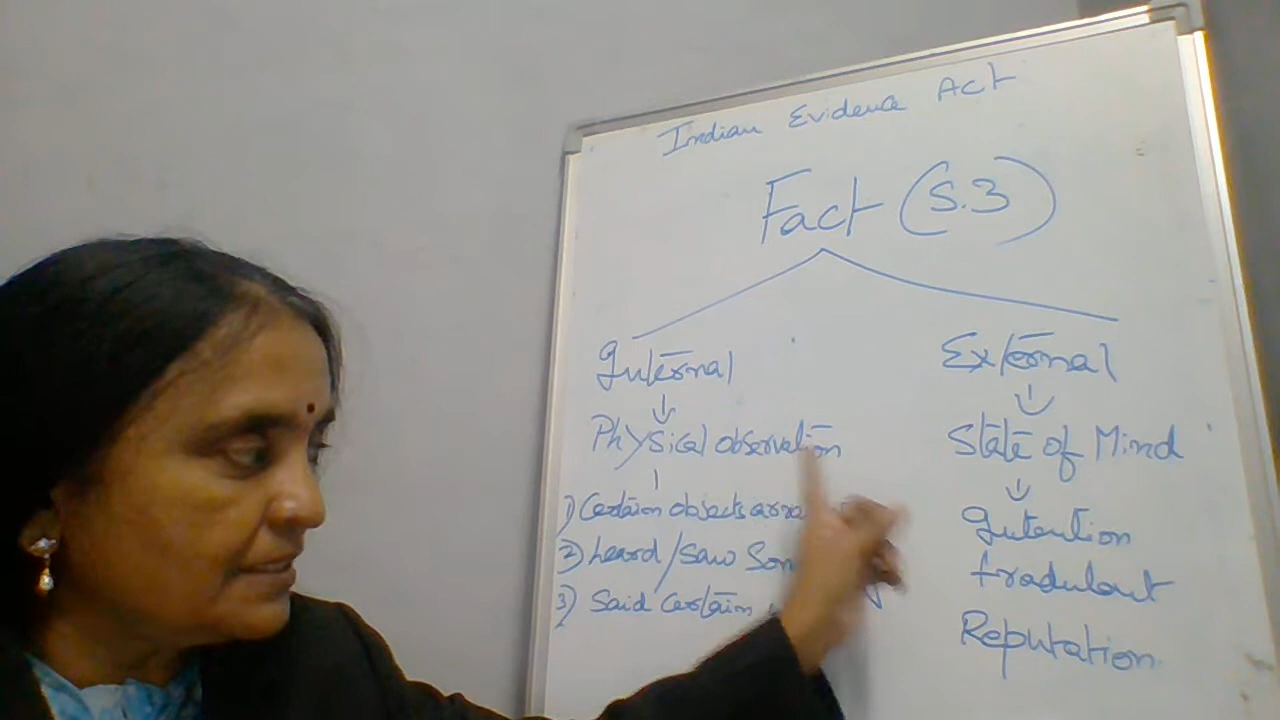 Indian Evidence Act
Fact (S.3)
Internal
External
Physical observation
State of Mind
1) Certain objects
2) heard/saw
3) Said Certain
Intention
fradulant
Reputation